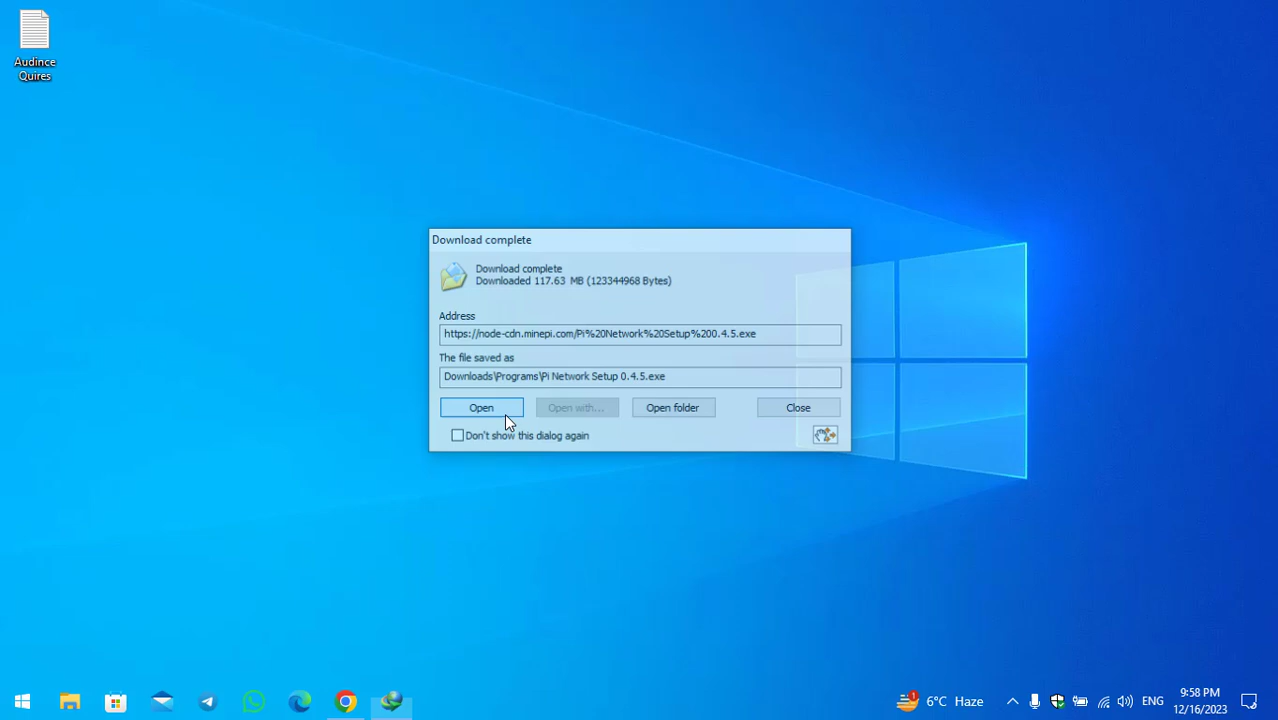 Audince
Quires
Download complete
Download complete
Downloaded 117.63 MB (123344968 Bytes)
Address
https://node-cdn.minepi.com/Pi%20Network%20Setup%200.4.5.exe
The file saved as
Downloads\Programs\Pi Network Setup 0.4.5.exe
Open
Open with...
Open folder
Close
Don't show this dialog again
1
6°C Haze
ENG
9:58 PM
12/16/2023